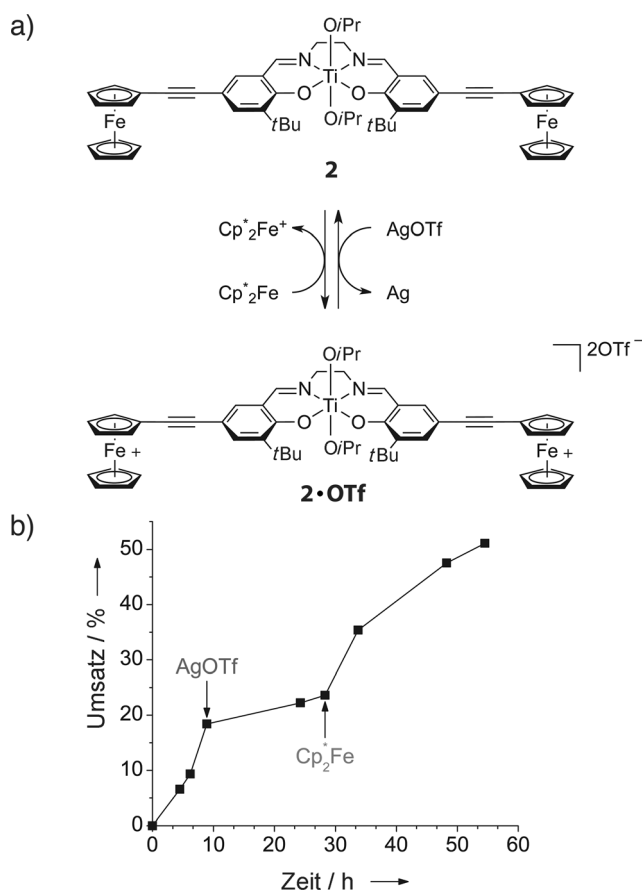 a)
OiPr
N N
Ti
O O
OiPr
tBu tBu
Fe Fe
2
Cp*2Fe+ AgOTf
Cp*2Fe Ag
2OTf−
OiPr
N N
Ti
O O
OiPr
tBu tBu
Fe + Fe +
2•OTf
b)
Umsatz / %
50
40
30
20
10
0
AgOTf
Cp*2Fe
0 10 20 30 40 50 60
Zeit / h